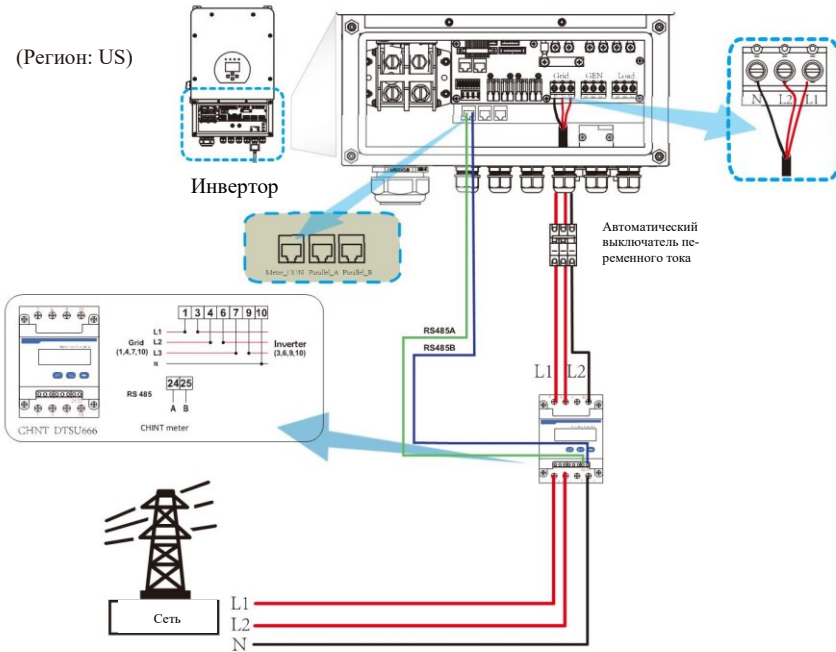 (Регион: US)
Инвертор
Grid GEN Load
N L2 L1
Meter_CON Parallel_A Parallel_B
Автоматический
выключатель пе-
ременного тока
1 3 4 6 7 9 10
L1
L2
L3
N
Grid
(1,4,7,10)
Inverter
(3,6,9,10)
24 25
RS 485
A B
CHNT DTSU666
CHINT meter
RS485A
RS485B
L1 L2
Сеть
L1
L2
N